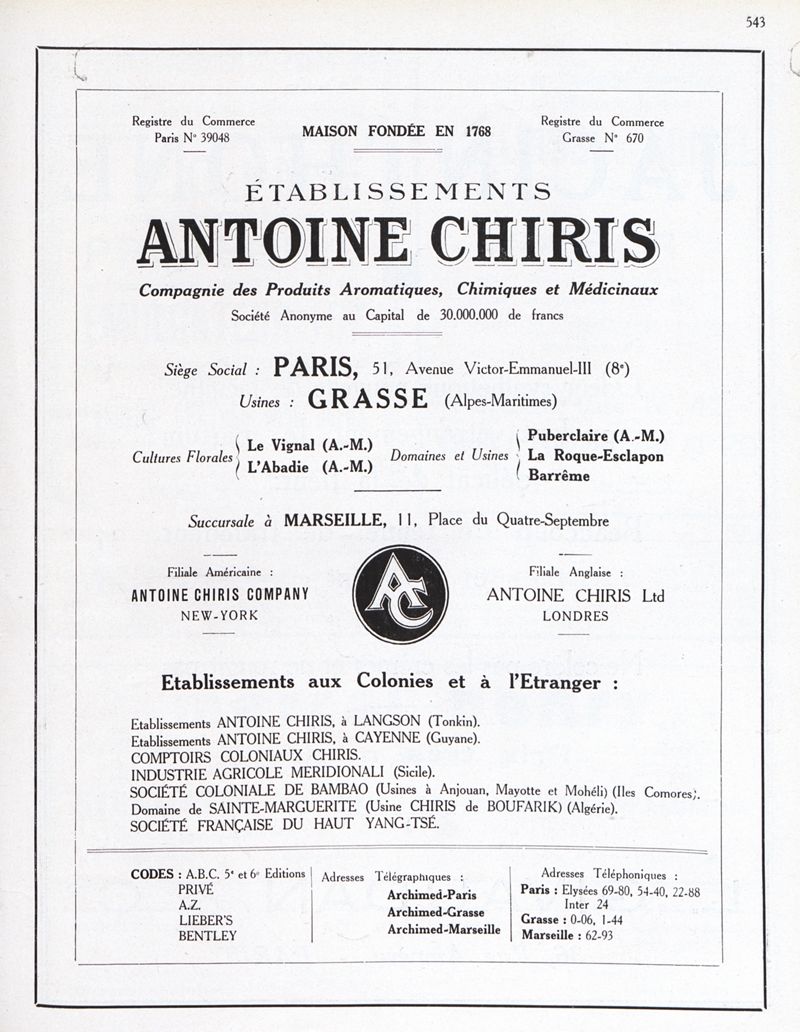 543
Registre du Commerce
Paris N° 39048
MAISON FONDÉE EN 1768
Registre du Commerce
Grasse N° 670
ÉTABLISSEMENTS
ANTOINE CHIRIS
Compagnie des Produits Aromatiques, Chimiques et Médicinaux
Société Anonyme au Capital de 30.000.000 de francs
Siège Social : PARIS, 51, Avenue Victor-Emmanuel-III (8e)
Usines : GRASSE (Alpes-Maritimes)
Cultures Florales
Le Vignal (A.-M.)
L'Abadie (A.-M.)
Domaines et Usines
Puberclaire (A.-M.)
La Roque-Esclapon
Barrême
Succursale à MARSEILLE, 11, Place du Quatre-Septembre
Filiale Américaine :
ANTOINE CHIRIS COMPANY
NEW-YORK
AC
Filiale Anglaise :
ANTOINE CHIRIS Ltd
LONDRES
Etablissements aux Colonies et à l'Etranger :
Etablissements ANTOINE CHIRIS, à LANGSON (Tonkin).
Etablissements ANTOINE CHIRIS, à CAYENNE (Guyane).
COMPTOIRS COLONIAUX CHIRIS.
INDUSTRIE AGRICOLE MERIDIONALI (Sicile).
SOCIÉTÉ COLONIALE DE BAMBAO (Usines à Anjouan, Mayotte et Mohéli) (Iles Comores).
Domaine de SAINTE-MARGUERITE (Usine CHIRIS de BOUFARIK) (Algérie).
SOCIÉTÉ FRANÇAISE DU HAUT YANG-TSÉ.
CODES : A.B.C. 5e et 6e Editions
PRIVÉ
A.Z.
LIEBER'S
BENTLEY
Adresses Télégraphiques :
Archimed-Paris
Archimed-Grasse
Archimed-Marseille
Adresses Téléphoniques :
Paris : Elysées 69-80, 54-40, 22-88
Inter 24
Grasse : 0-06, 1-44
Marseille : 62-93